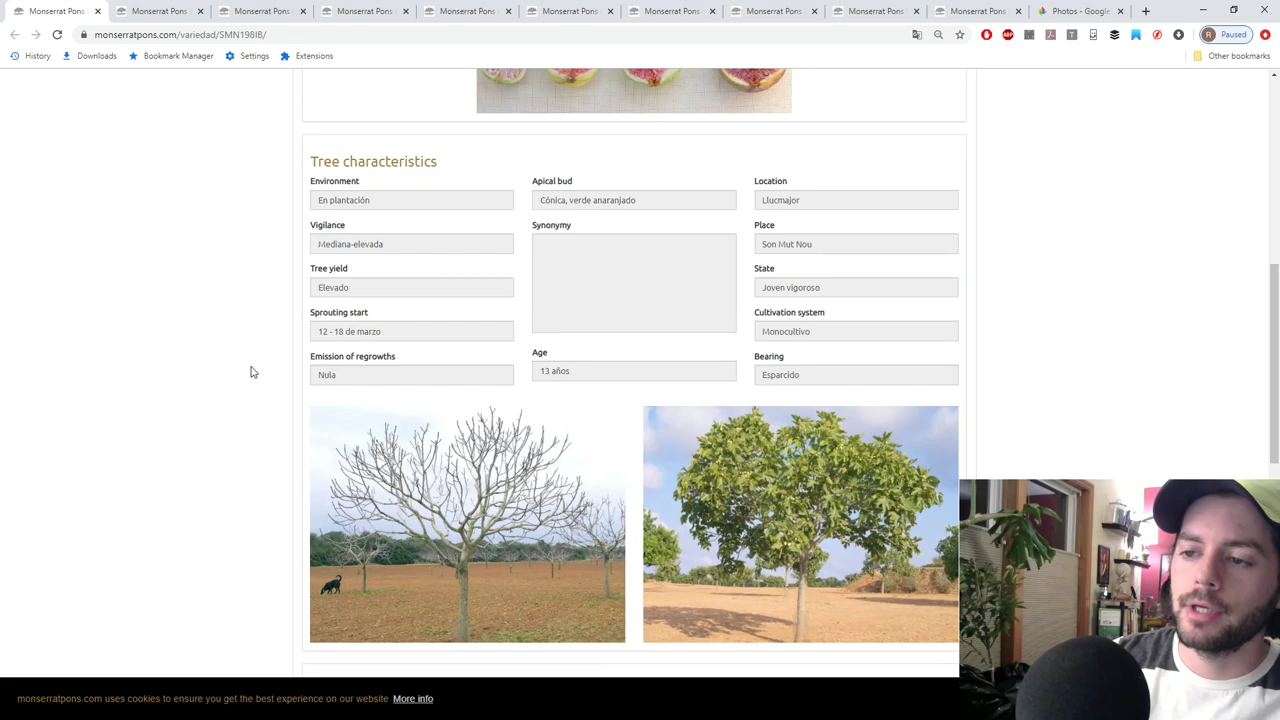 Monserrat Pons - Monserrat Pons Monserrat Pons Monserrat Pons Monserrat Pons Monserrat Pons Monserrat Pons Monserrat Pons Monserrat Pons Monserrat Pons Photos - Google
monserratpons.com/variedad/SMN198IB/ ABP T R Paused
History Downloads Bookmark Manager Settings Extensions Other bookmarks
Tree characteristics
Environment
En plantación
Vigilance
Mediana-elevada
Tree yield
Elevado
Sprouting start
12 - 18 de marzo
Emission of regrowths
Nula
Apical bud
Cónica, verde anaranjado
Synonymy
Age
13 años
Location
Llucmajor
Place
Son Mut Nou
State
Joven vigoroso
Cultivation system
Monocultivo
Bearing
Esparcido
monserratpons.com uses cookies to ensure you get the best experience on our website More info